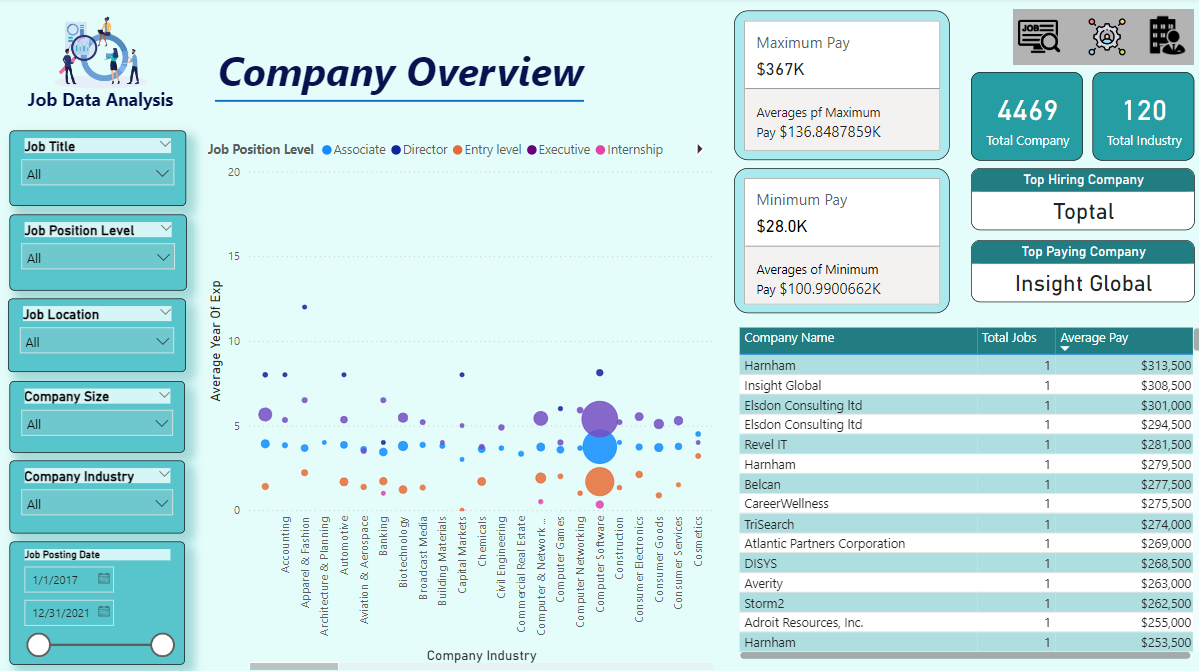 Job Data Analysis
Company Overview
Job Title
All
Job Position Level
All
Job Location
All
Company Size
All
Company Industry
All
Job Posting Date
1/1/2017
12/31/2021
Job Position Level Associate Director Entry level Executive Internship
Average Year Of Exp
20
15
10
5
0
Accounting
Apparel & Fashion
Architecture & Planning
Automotive
Aviation & Aerospace
Banking
Biotechnology
Broadcast Media
Building Materials
Capital Markets
Chemicals
Civil Engineering
Commercial Real Estate
Computer & Network ...
Computer Games
Computer Networking
Computer Software
Construction
Consumer Electronics
Consumer Goods
Consumer Services
Cosmetics
Company Industry
Maximum Pay
$367K
Averages pf Maximum
Pay $136.8487859K
Minimum Pay
$28.0K
Averages of Minimum
Pay $100.9900662K
JOB
4469
Total Company
120
Total Industry
Top Hiring Company
Toptal
Top Paying Company
Insight Global
Company Name Total Jobs Average Pay
Harnham 1 $313,500
Insight Global 1 $308,500
Elsdon Consulting ltd 1 $301,000
Elsdon Consulting ltd 1 $294,500
Revel IT 1 $281,500
Harnham 1 $279,500
Belcan 1 $277,500
CareerWellness 1 $275,500
TriSearch 1 $274,000
Atlantic Partners Corporation 1 $269,000
DISYS 1 $268,500
Averity 1 $263,000
Storm2 1 $262,500
Adroit Resources, Inc. 1 $255,000
Harnham 1 $253,500